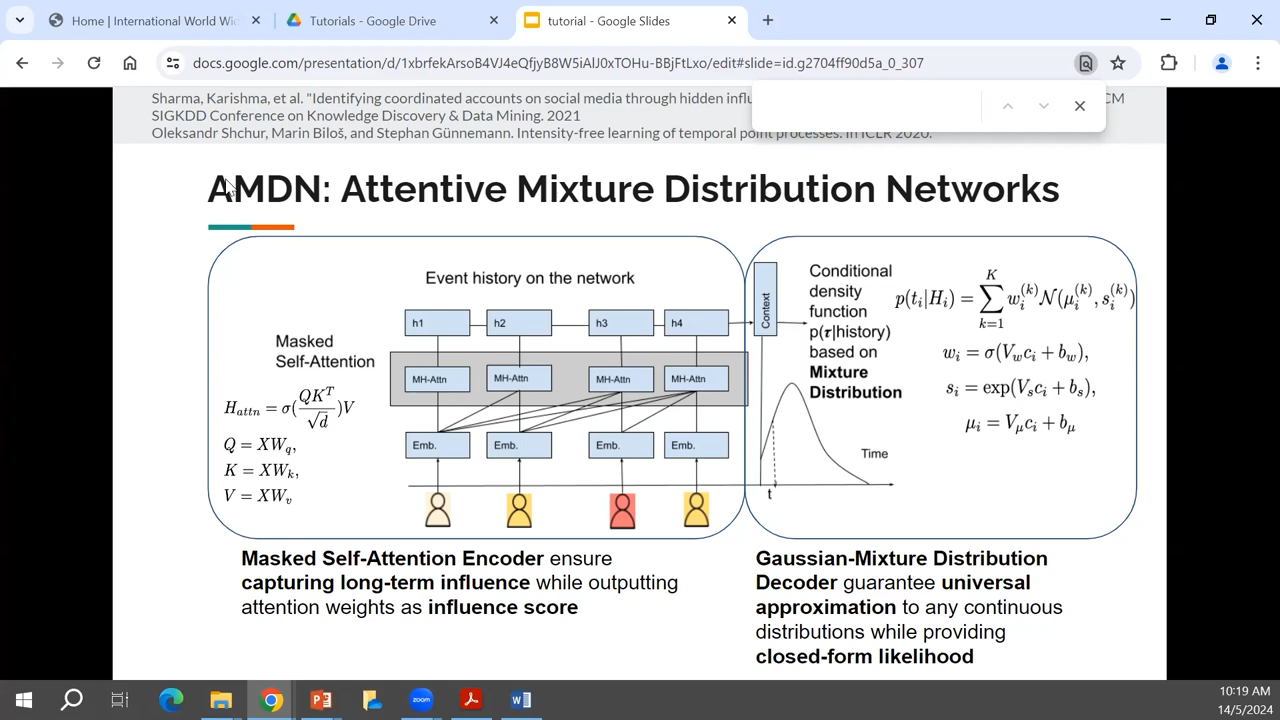 Home | International World Wid
Tutorials - Google Drive
tutorial - Google Slides
docs.google.com/presentation/d/1xbrfekArsoB4VJ4eQfjyB8W5iAlJ0xTOHu-BBjFtLxo/edit#slide=id.g2704ff90d5a_0_307
Sharma, Karishma, et al. "Identifying coordinated accounts on social media through hidden influ
CM
SIGKDD Conference on Knowledge Discovery & Data Mining. 2021
Oleksandr Shchur, Marin Biloš, and Stephan Günnemann. Intensity-free learning of temporal point processes. In ICLR 2020.
AMDN: Attentive Mixture Distribution Networks
Event history on the network
h1 h2 h3 h4
Masked
Self-Attention
MH-Attn MH-Attn MH-Attn MH-Attn
H_{attn} = σ(QK^T/√d)V
Q = XW_q,
K = XW_k,
V = XW_v
Emb. Emb. Emb. Emb.
Context
Conditional
density
function
p(τ|history)
based on
Mixture
Distribution
p(t_i|H_i) = \sum_{k=1}^{K} w_i^{(k)} 𝒩(μ_i^{(k)}, s_i^{(k)})
w_i = σ(V_w c_i + b_w),
s_i = exp(V_s c_i + b_s),
μ_i = V_μ c_i + b_μ
Time
t
Masked Self-Attention Encoder ensure
capturing long-term influence while outputting
attention weights as influence score
Gaussian-Mixture Distribution
Decoder guarantee universal
approximation to any continuous
distributions while providing
closed-form likelihood
zoom
10:19 AM
14/5/2024